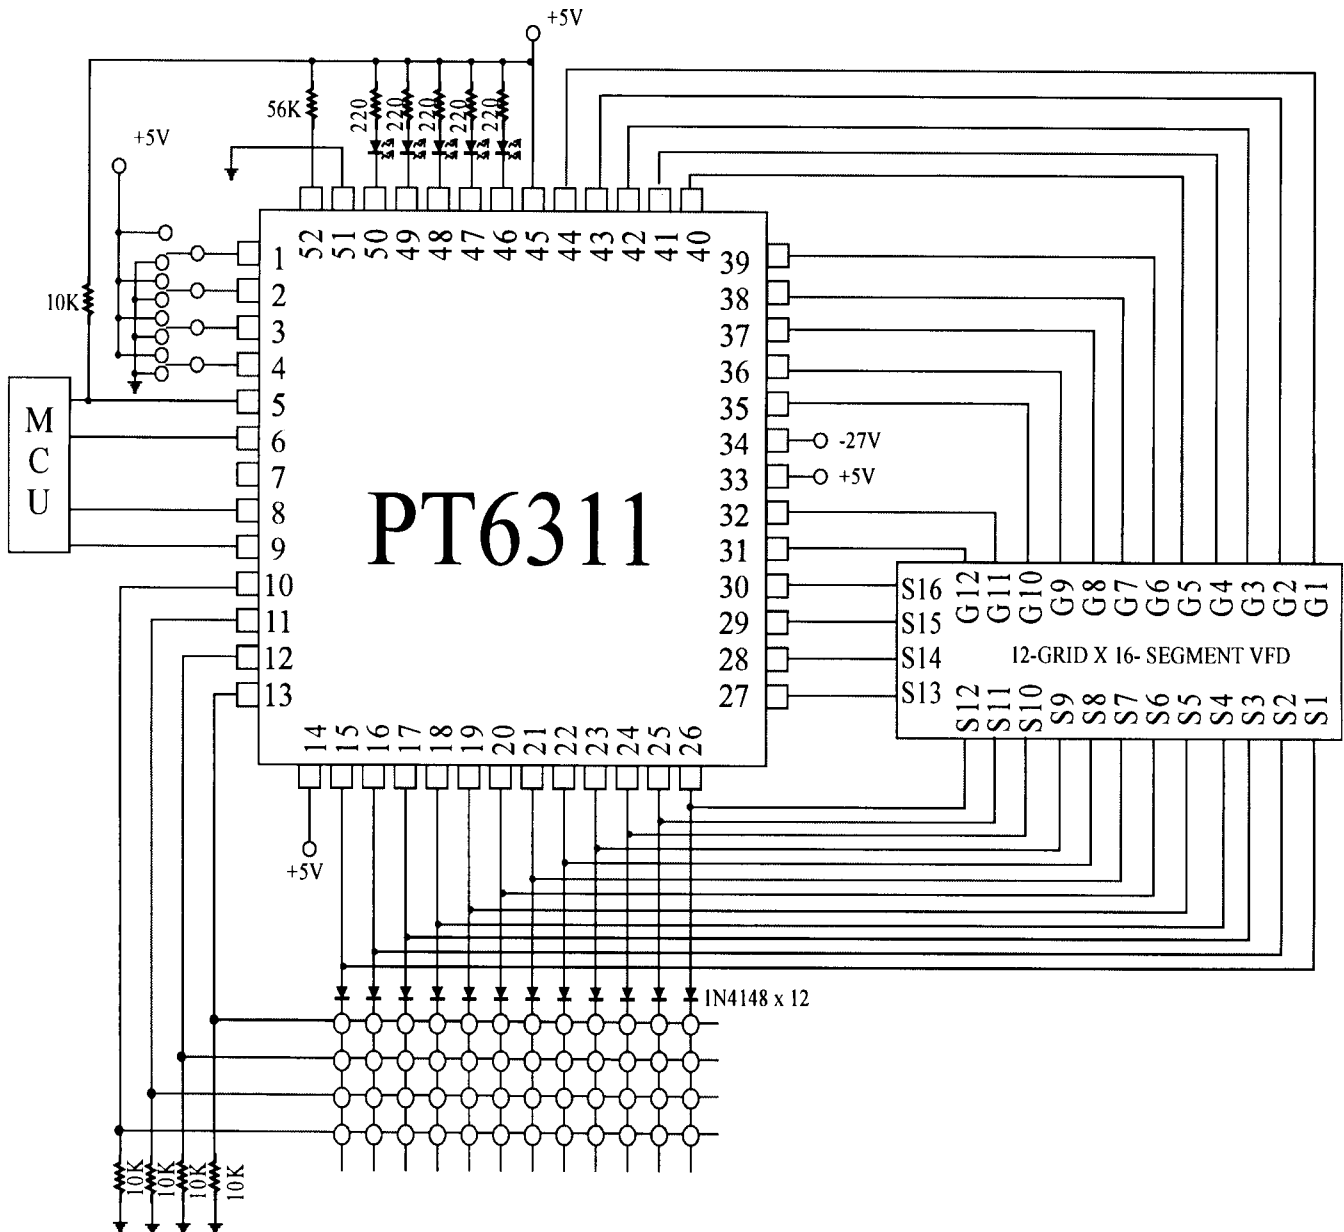 +5V
56K
220
220
220
220
220
+5V
10K
52 51 50 49 48 47 46 45 44 43 42 41 40
1
2
3
4
5
6
7
8
9
10
11
12
13
39
38
37
36
35
34
33
32
31
30
29
28
27
-27V
+5V
MCU
PT6311
14 15 16 17 18 19 20 21 22 23 24 25 26
+5V
S16
S15
S14
S13
G12 G11 G10 G9 G8 G7 G6 G5 G4 G3 G2 G1
12-GRID X 16- SEGMENT VFD
S12 S11 S10 S9 S8 S7 S6 S5 S4 S3 S2 S1
1N4148 x 12
10K
10K
10K
10K